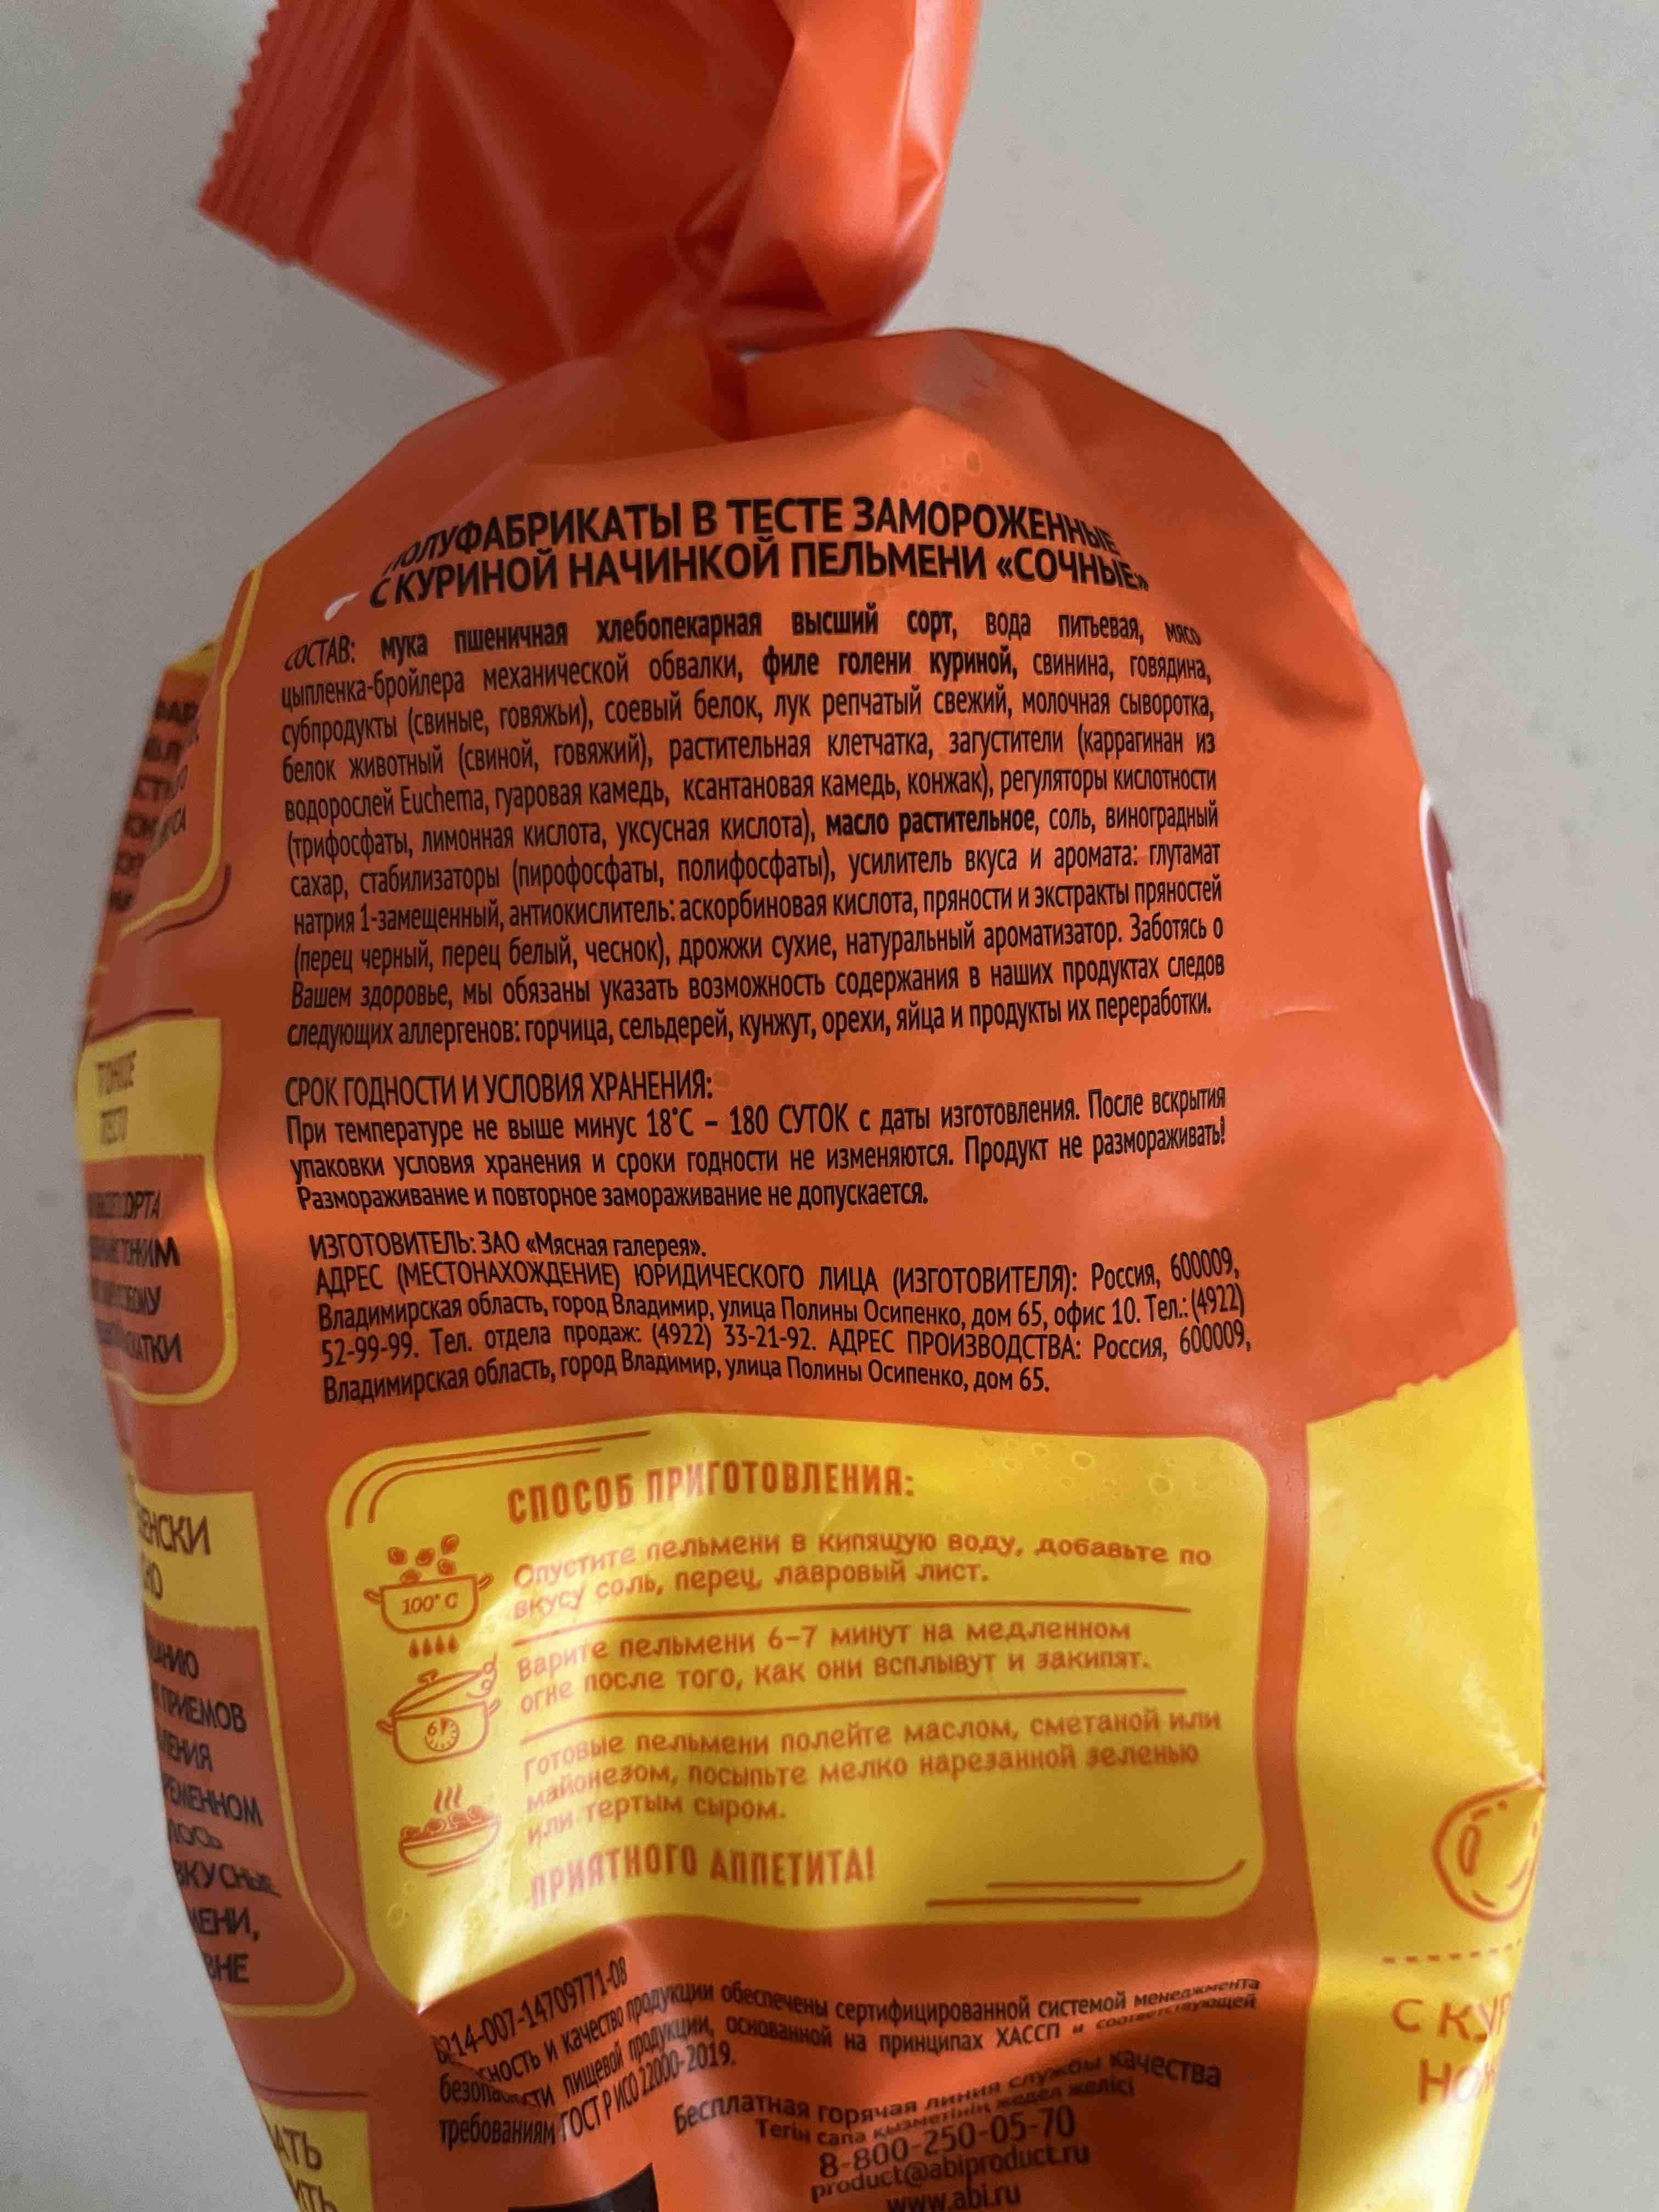 ПОЛУФАБРИКАТЫ В ТЕСТЕ ЗАМОРОЖЕННЫЕ
С КУРИНОЙ НАЧИНКОЙ ПЕЛЬМЕНИ «СОЧНЫЕ»
СОСТАВ: мука пшеничная хлебопекарная высший сорт, вода питьевая, мясо
цыпленка-бройлера механической обвалки, филе голени куриной, свинина, говядина,
субпродукты (свиные, говяжьи), соевый белок, лук репчатый свежий, молочная сыворотка,
белок животный (свиной, говяжий), растительная клетчатка, загустители (каррагинан из
водорослей Euchema, гуаровая камедь, ксантановая камедь, конжак), регуляторы кислотности
(трифосфаты, лимонная кислота, уксусная кислота), масло растительное, соль, виноградный
сахар, стабилизаторы (пирофосфаты, полифосфаты), усилитель вкуса и аромата: глутамат
натрия 1-замещенный, антиокислитель: аскорбиновая кислота, пряности и экстракты пряностей
(перец черный, перец белый, чеснок), дрожжи сухие, натуральный ароматизатор. Заботясь о
Вашем здоровье, мы обязаны указать возможность содержания в наших продуктах следов
следующих аллергенов: горчица, сельдерей, кунжут, орехи, яйца и продукты их переработки.
СРОК ГОДНОСТИ И УСЛОВИЯ ХРАНЕНИЯ:
При температуре не выше минус 18°С – 180 СУТОК с даты изготовления. После вскрытия
упаковки условия хранения и сроки годности не изменяются. Продукт не размораживать!
Размораживание и повторное замораживание не допускается.
ИЗГОТОВИТЕЛЬ: ЗАО «Мясная галерея».
АДРЕС (МЕСТОНАХОЖДЕНИЕ) ЮРИДИЧЕСКОГО ЛИЦА (ИЗГОТОВИТЕЛЯ): Россия, 600009,
Владимирская область, город Владимир, улица Полины Осипенко, дом 65, офис 10. Тел.: (4922)
52-99-99. Тел. отдела продаж: (4922) 33-21-92. АДРЕС ПРОИЗВОДСТВА: Россия, 600009,
Владимирская область, город Владимир, улица Полины Осипенко, дом 65.
СПОСОБ ПРИГОТОВЛЕНИЯ:
100°C
Опустите пельмени в кипящую воду, добавьте по
вкусу соль, перец, лавровый лист.
6
Варите пельмени 6–7 минут на медленном
огне после того, как они всплывут и закипят.
Готовые пельмени полейте маслом, сметаной или
майонезом, посыпьте мелко нарезанной зеленью
или тертым сыром.
ПРИЯТНОГО АППЕТИТА!
214-007-14709771-08
и качество продукции обеспечены сертифицированной системой менеджмента
безопасности пищевой продукции, основанной на принципах ХАССП и соответствующей
требованиям ГОСТ Р ИСО 22000-2019.
Бесплатная горячая линия службы качества
Тегін сапа қызметінің жедел желісі
8-800-250-05-70
product@abiproduct.ru
www.abi.ru
ТОНКОЕ
ТЕСТО
С КУР
НО